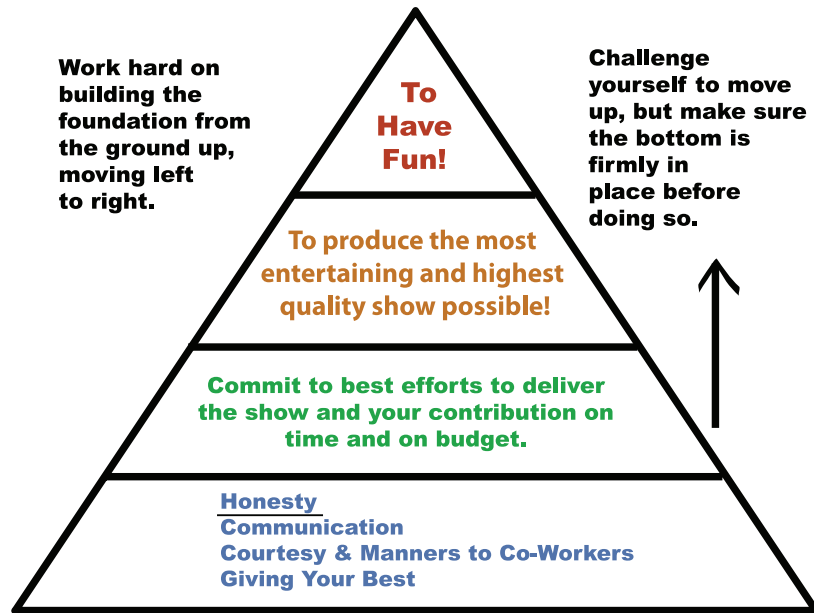 Work hard on
building the
foundation from
the ground up,
moving left
to right.
Challenge
yourself to move
up, but make sure
the bottom is
firmly in
place before
doing so.
To
Have
Fun!
To produce the most
entertaining and highest
quality show possible!
Commit to best efforts to deliver
the show and your contribution on
time and on budget.
Honesty
Communication
Courtesy & Manners to Co-Workers
Giving Your Best